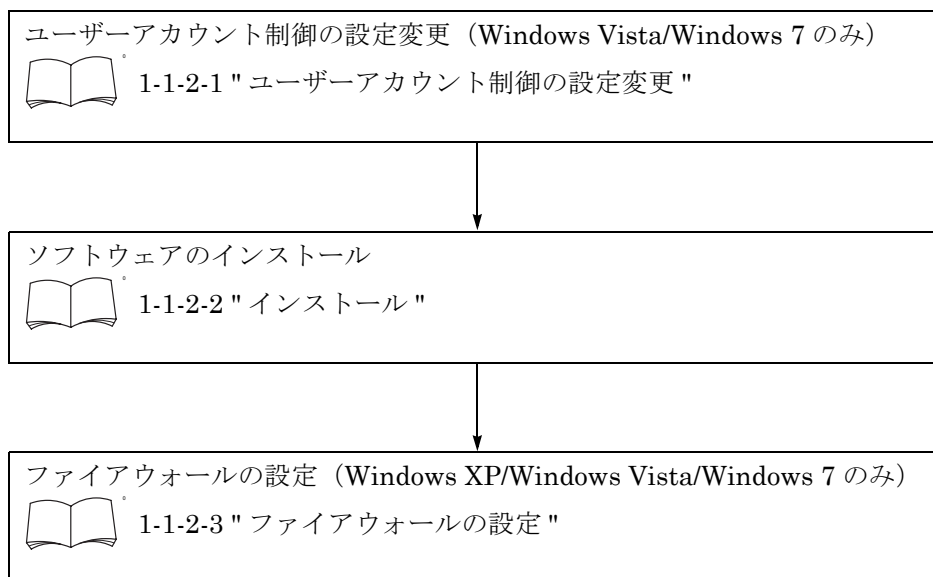 ユーザーアカウント制御の設定変更（Windows Vista/Windows 7 のみ）
1-1-2-1 " ユーザーアカウント制御の設定変更 "
ソフトウェアのインストール
1-1-2-2 " インストール "
ファイアウォールの設定（Windows XP/Windows Vista/Windows 7 のみ）
1-1-2-3 " ファイアウォールの設定 "